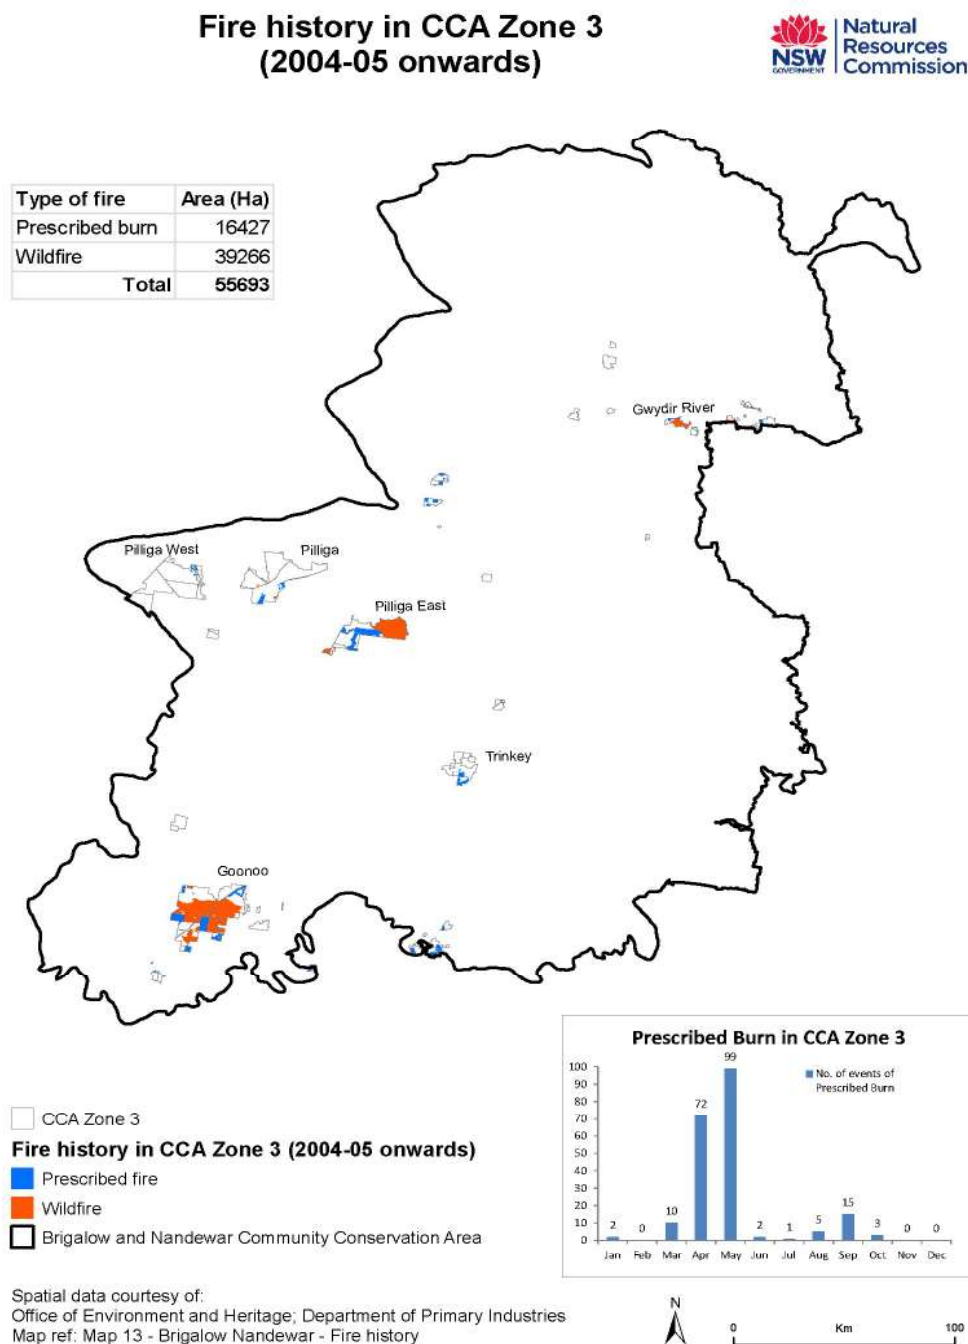 Fire history in CCA Zone 3
(2004-05 onwards)
NSW
GOVERNMENT
Natural
Resources
Commission
Type of fire Area (Ha)
Prescribed burn 16427
Wildfire 39266
Total 55693
Gwydir River
Pilliga West
Pilliga
Pilliga East
Trinkey
Goonoo
Prescribed Burn in CCA Zone 3
No. of events of
Prescribed Burn
100
90
80
70
60
50
40
30
20
10
0
2 0 10 72 99 2 1 5 15 3 0 0
Jan Feb Mar Apr May Jun Jul Aug Sep Oct Nov Dec
CCA Zone 3
Fire history in CCA Zone 3 (2004-05 onwards)
Prescribed fire
Wildfire
Brigalow and Nandewar Community Conservation Area
Spatial data courtesy of:
Office of Environment and Heritage; Department of Primary Industries
Map ref: Map 13 - Brigalow Nandewar - Fire history
N
0 Km 100